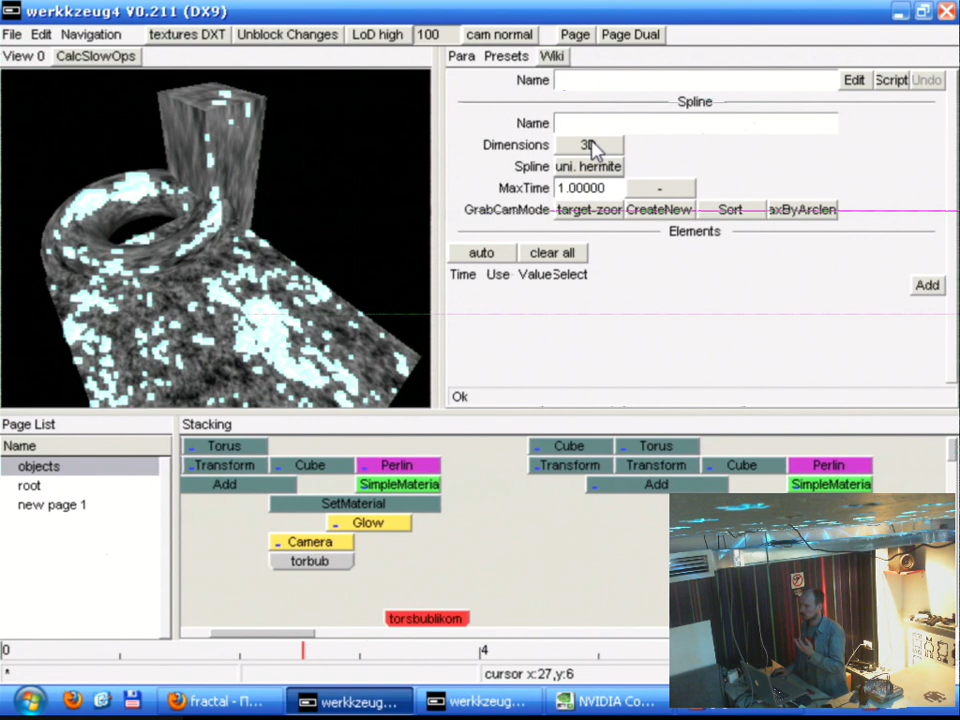 werkkzeug4 V0.211 (DX9)
File Edit Navigation textures DXT Unblock Changes LoD high 100 cam normal Page Page Dual
View 0 CalcSlowOps
Para Presets Wiki
Name Edit Script Undo
Spline
Name
Dimensions 3D
Spline uni. hermite
MaxTime 1.00000 -
GrabCamMode target-zoor CreateNew Sort axByArclen
Elements
auto clear all
Time Use ValueSelect
Add
Ok
Page List
Name
objects
root
new page 1
Stacking
Torus Cube Torus
Transform Cube Perlin Transform Transform Cube Perlin
Add SimpleMateria Add SimpleMateria
SetMaterial
Glow
Camera
torbub
torsbublikom
0 4
* cursor x:27,y:6
fractal - П... werkkzeug... werkkzeug... NVIDIA Co...